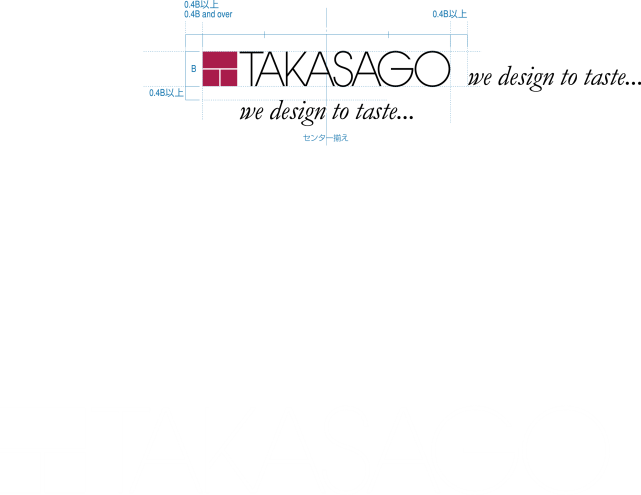 0.4B以上
0.4B and over
0.4B以上
B
TAKASAGO
we design to taste...
0.4B以上
we design to taste...
センター揃え